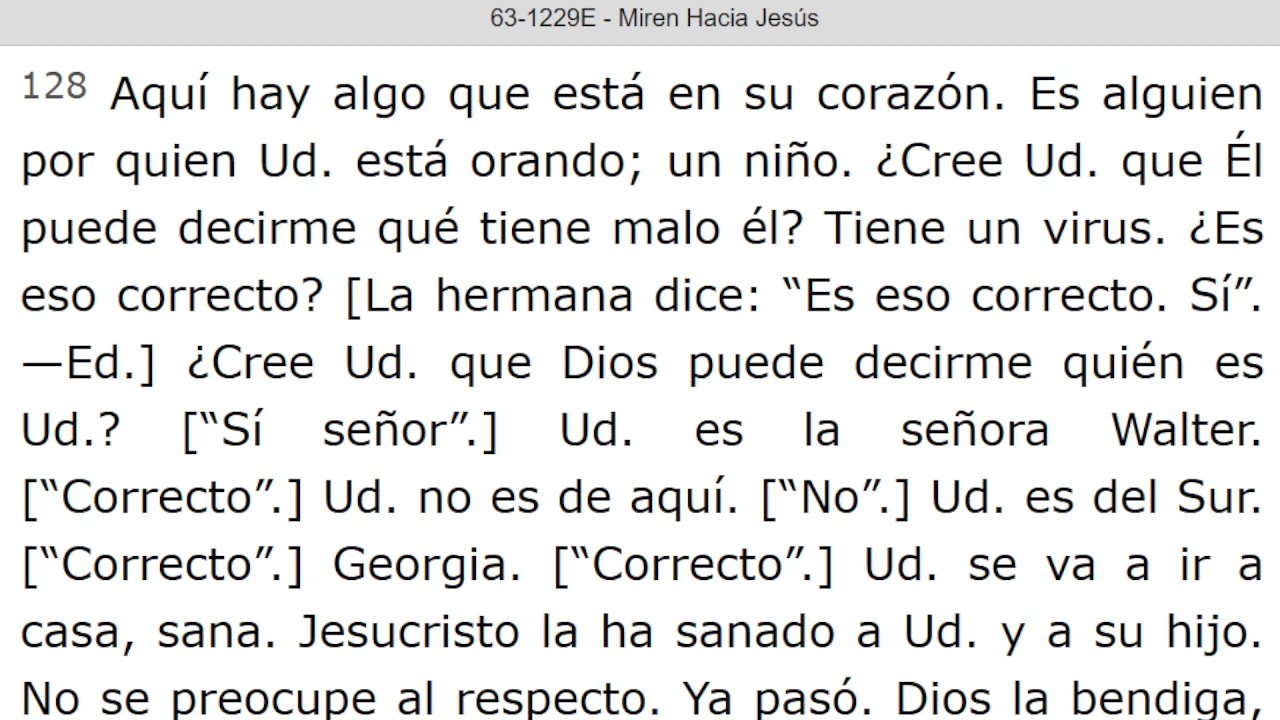 63-1229E - Miren Hacia Jesús
128 Aquí hay algo que está en su corazón. Es alguien
por quien Ud. está orando; un niño. ¿Cree Ud. que Él
puede decirme qué tiene malo él? Tiene un virus. ¿Es
eso correcto? [La hermana dice: “Es eso correcto. Sí”.
—Ed.] ¿Cree Ud. que Dios puede decirme quién es
Ud.? [“Sí señor”.] Ud. es la señora Walter.
[“Correcto”.] Ud. no es de aquí. [“No”.] Ud. es del Sur.
[“Correcto”.] Georgia. [“Correcto”.] Ud. se va a ir a
casa, sana. Jesucristo la ha sanado a Ud. y a su hijo.
No se preocupe al respecto. Ya pasó. Dios la bendiga,